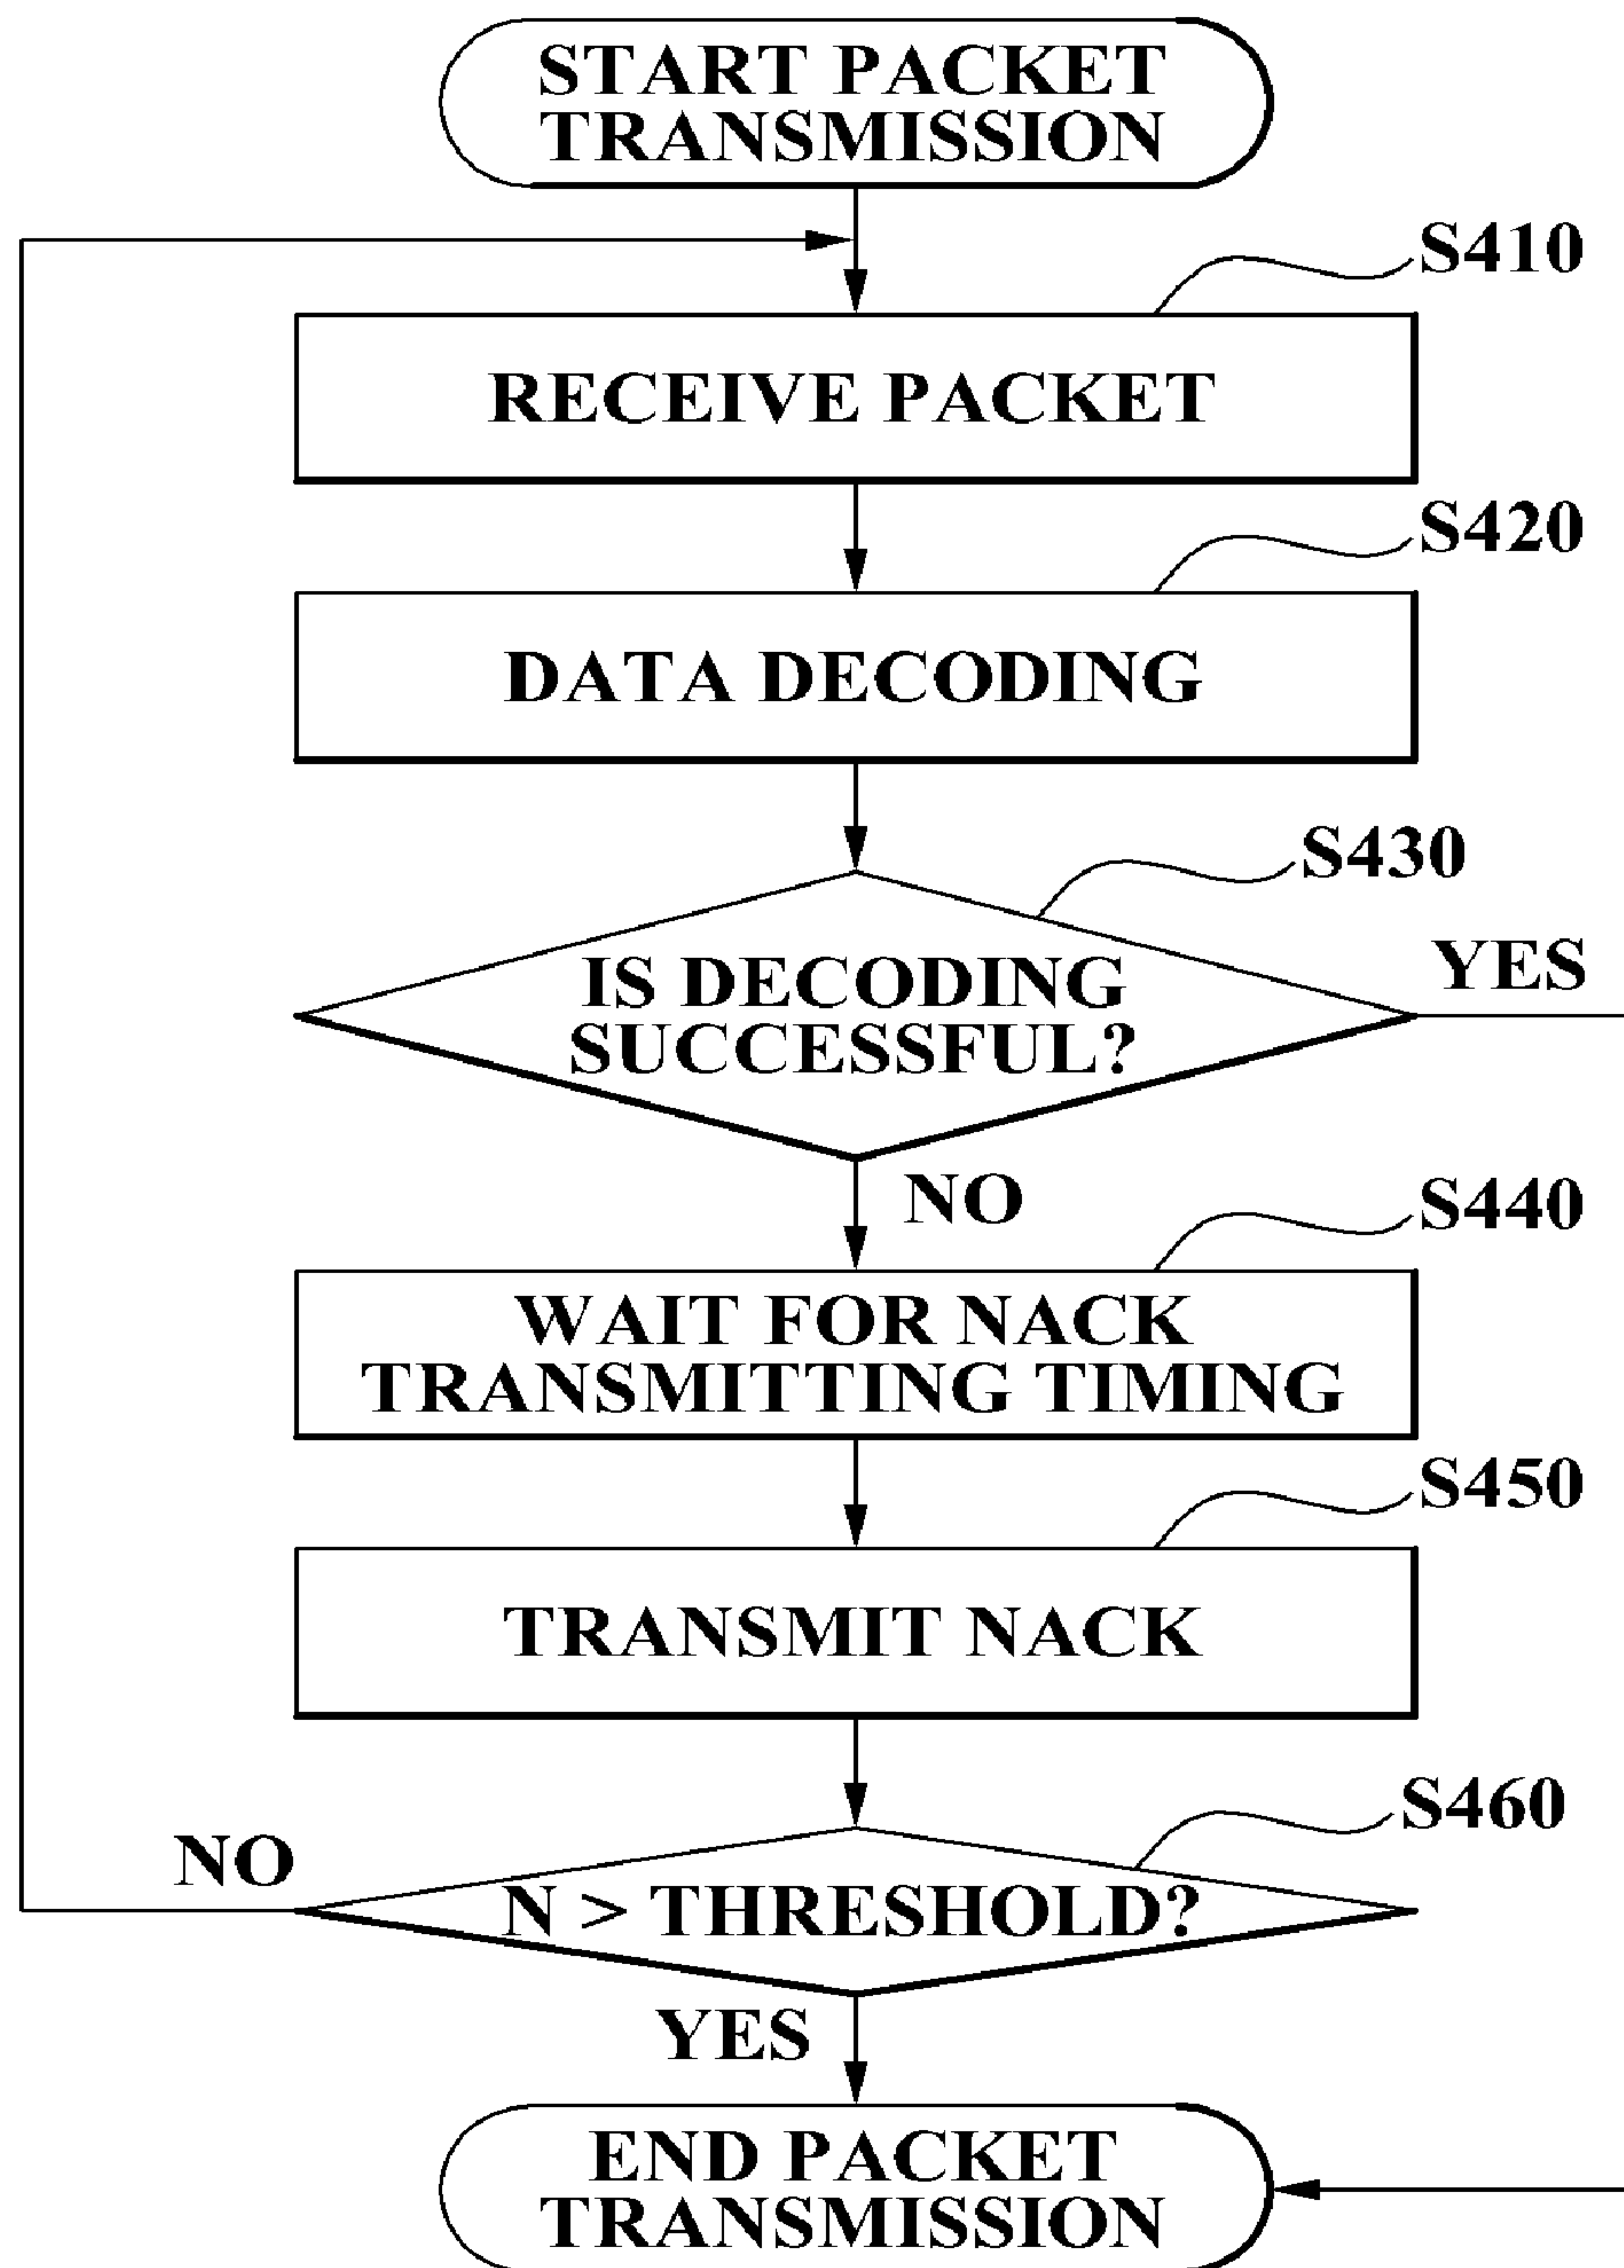 START PACKET
TRANSMISSION
S410
RECEIVE PACKET
S420
DATA DECODING
S430
IS DECODING
SUCCESSFUL?
YES
NO
S440
WAIT FOR NACK
TRANSMITTING TIMING
S450
TRANSMIT NACK
S460
NO
N > THRESHOLD?
YES
END PACKET
TRANSMISSION